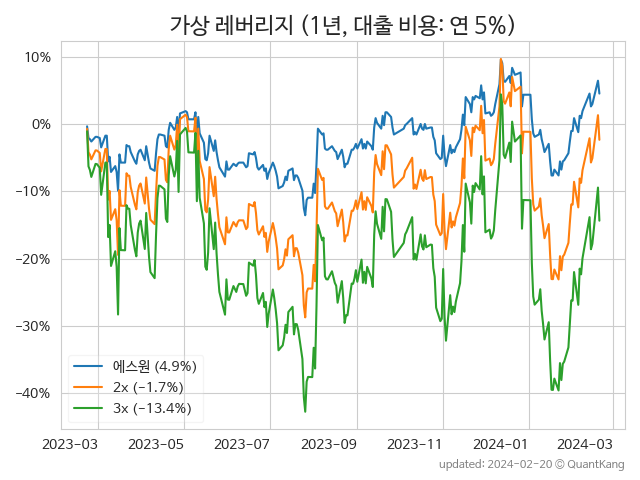 가상 레버리지 (1년, 대출 비용: 연 5%)
10%
0%
−10%
−20%
−30%
−40%
에스원 (4.9%)
2x (−1.7%)
3x (−13.4%)
2023-03 2023-05 2023-07 2023-09 2023-11 2024-01 2024-03
updated: 2024-02-20 © QuantKang